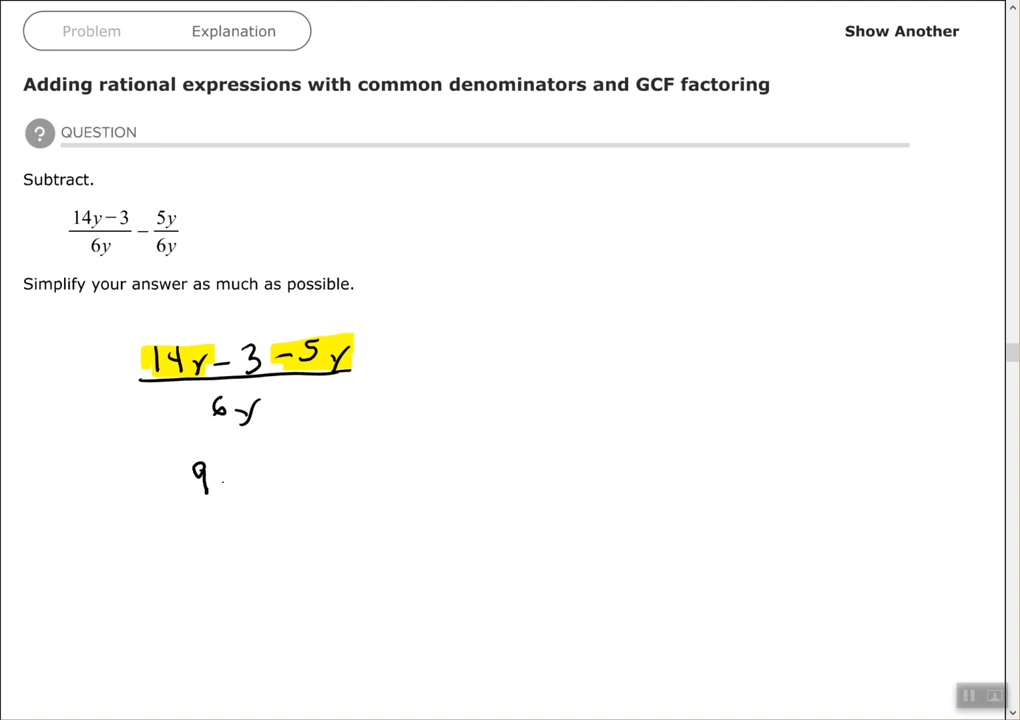 Problem Explanation Show Another
Adding rational expressions with common denominators and GCF factoring
? QUESTION
Subtract.
14y−3 5y
−
6y 6y
Simplify your answer as much as possible.
14y − 3 − 5y
6y
9